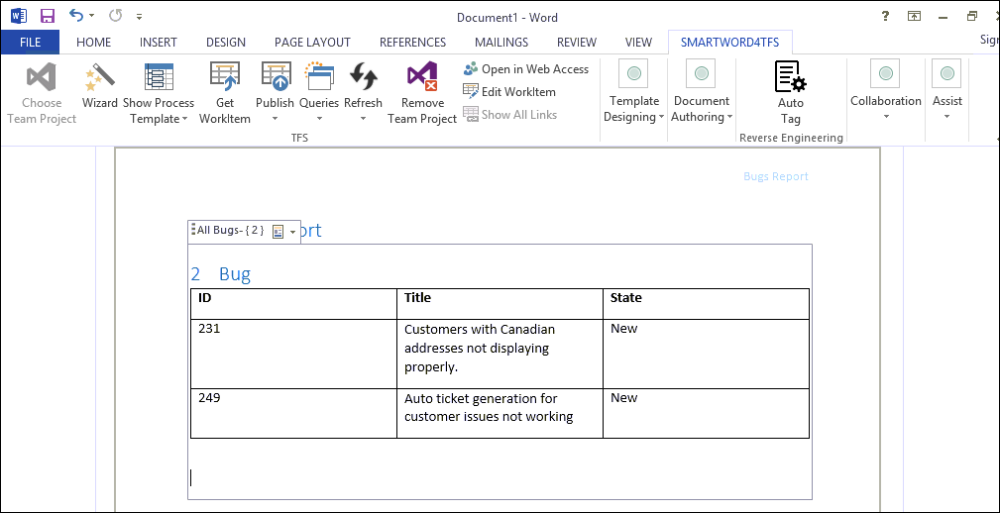 Document1 - Word
?
FILE HOME INSERT DESIGN PAGE LAYOUT REFERENCES MAILINGS REVIEW VIEW SMARTWORD4TFS
Choose
Team Project
Wizard
Show Process
Template
Get
WorkItem
Publish
Queries
Refresh
Remove
Team Project
Open in Web Access
Edit WorkItem
Show All Links
TFS
Template
Designing
Document
Authoring
Auto
Tag
Reverse Engineering
Collaboration
Assist
Bugs Report
All Bugs- { 2 }
2 Bug
ID Title State
231 Customers with Canadian New
addresses not displaying
properly.
249 Auto ticket generation for New
customer issues not working